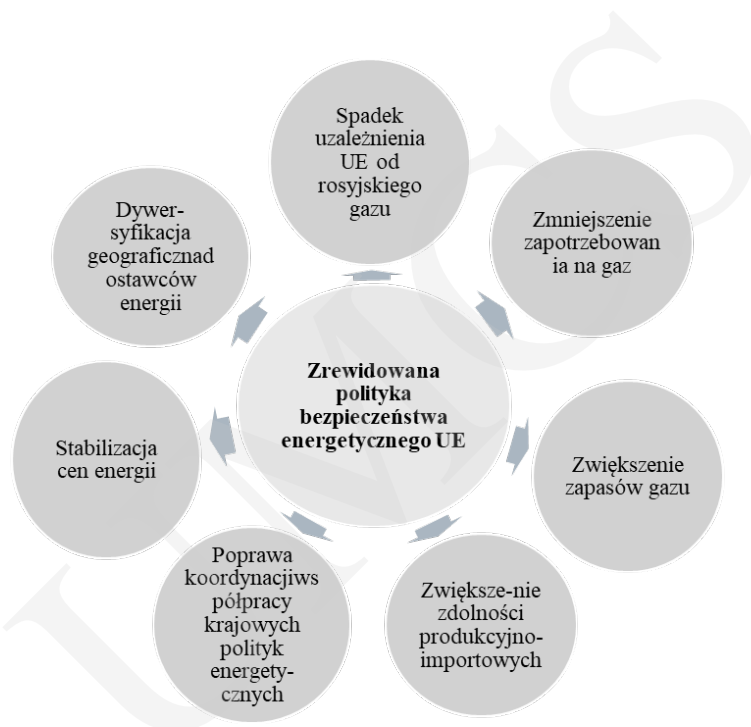 Spadek
uzależnienia
UE od
rosyjskiego
gazu
Zmniejszenie
zapotrzebowan
ia na gaz
Zwiększenie
zapasów gazu
Zwiększe-nie
zdolności
produkcyjno-
importowych
Poprawa
koordynacjiws
półpracy
krajowych
polityk
energety-
cznych
Stabilizacja
cen energii
Dywer-
syfikacja
geograficznad
ostawców
energii
Zrewidowana
polityka
bezpieczeństwa
energetycznego UE
UMCS